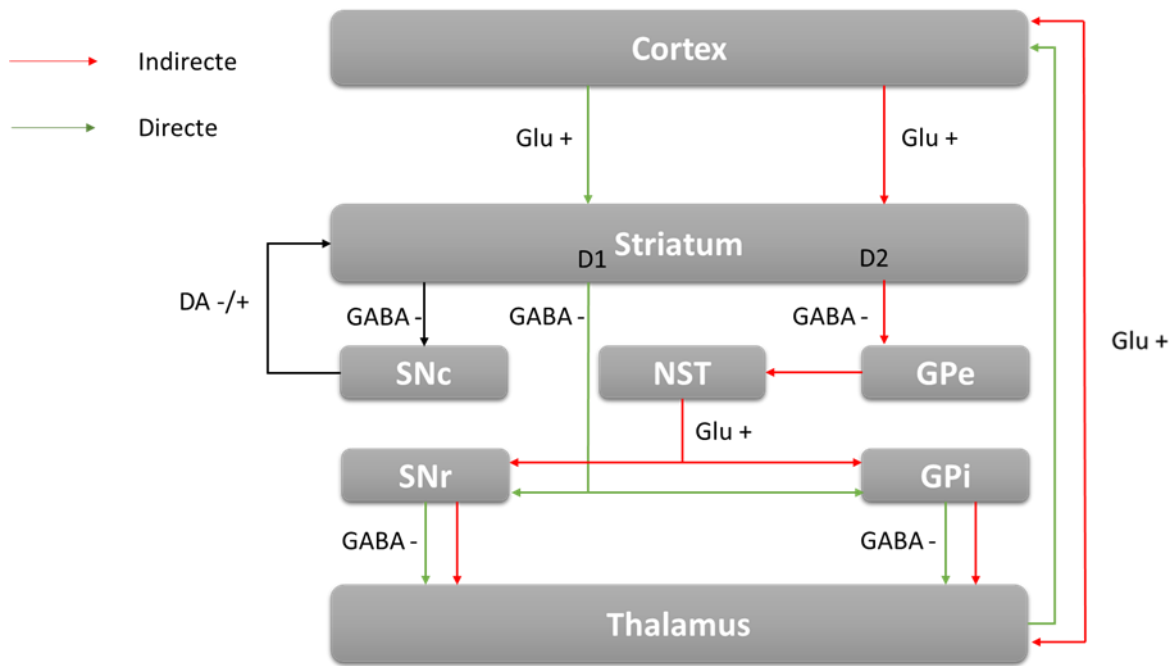 Cortex
Indirecte
Directe
Glu +
Glu +
Striatum
D1
D2
DA -/+
GABA -
GABA -
GABA -
Glu +
SNc
NST
GPe
Glu +
SNr
GPi
GABA -
GABA -
Thalamus